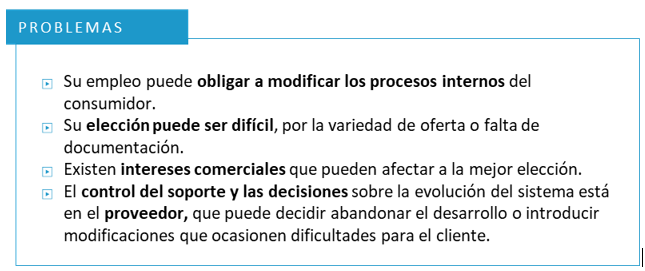 PROBLEMAS
Su empleo puede obligar a modificar los procesos internos del
consumidor.
Su elección puede ser difícil, por la variedad de oferta o falta de
documentación.
Existen intereses comerciales que pueden afectar a la mejor elección.
El control del soporte y las decisiones sobre la evolución del sistema está
en el proveedor, que puede decidir abandonar el desarrollo o introducir
modificaciones que ocasionen dificultades para el cliente.